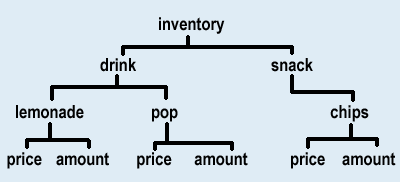 inventory
drink snack
lemonade pop chips
price amount price amount price amount